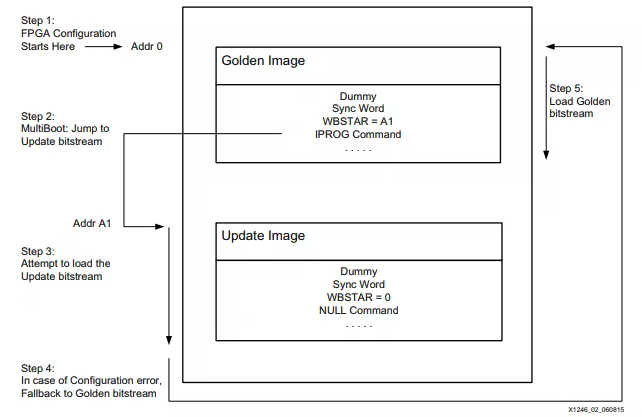 Step 1:
FPGA Configuration
Starts Here
Addr 0
Golden Image
Dummy
Sync Word
WBSTAR = A1
IPROG Command
. . . . .
Step 2:
MultiBoot: Jump to
Update bitstream
Step 5:
Load Golden
bitstream
Addr A1
Step 3:
Attempt to load the
Update bitstream
Update Image
Dummy
Sync Word
WBSTAR = 0
NULL Command
. . . . .
Step 4:
In case of Configuration error,
Fallback to Golden bitstream
X1246_02_060815